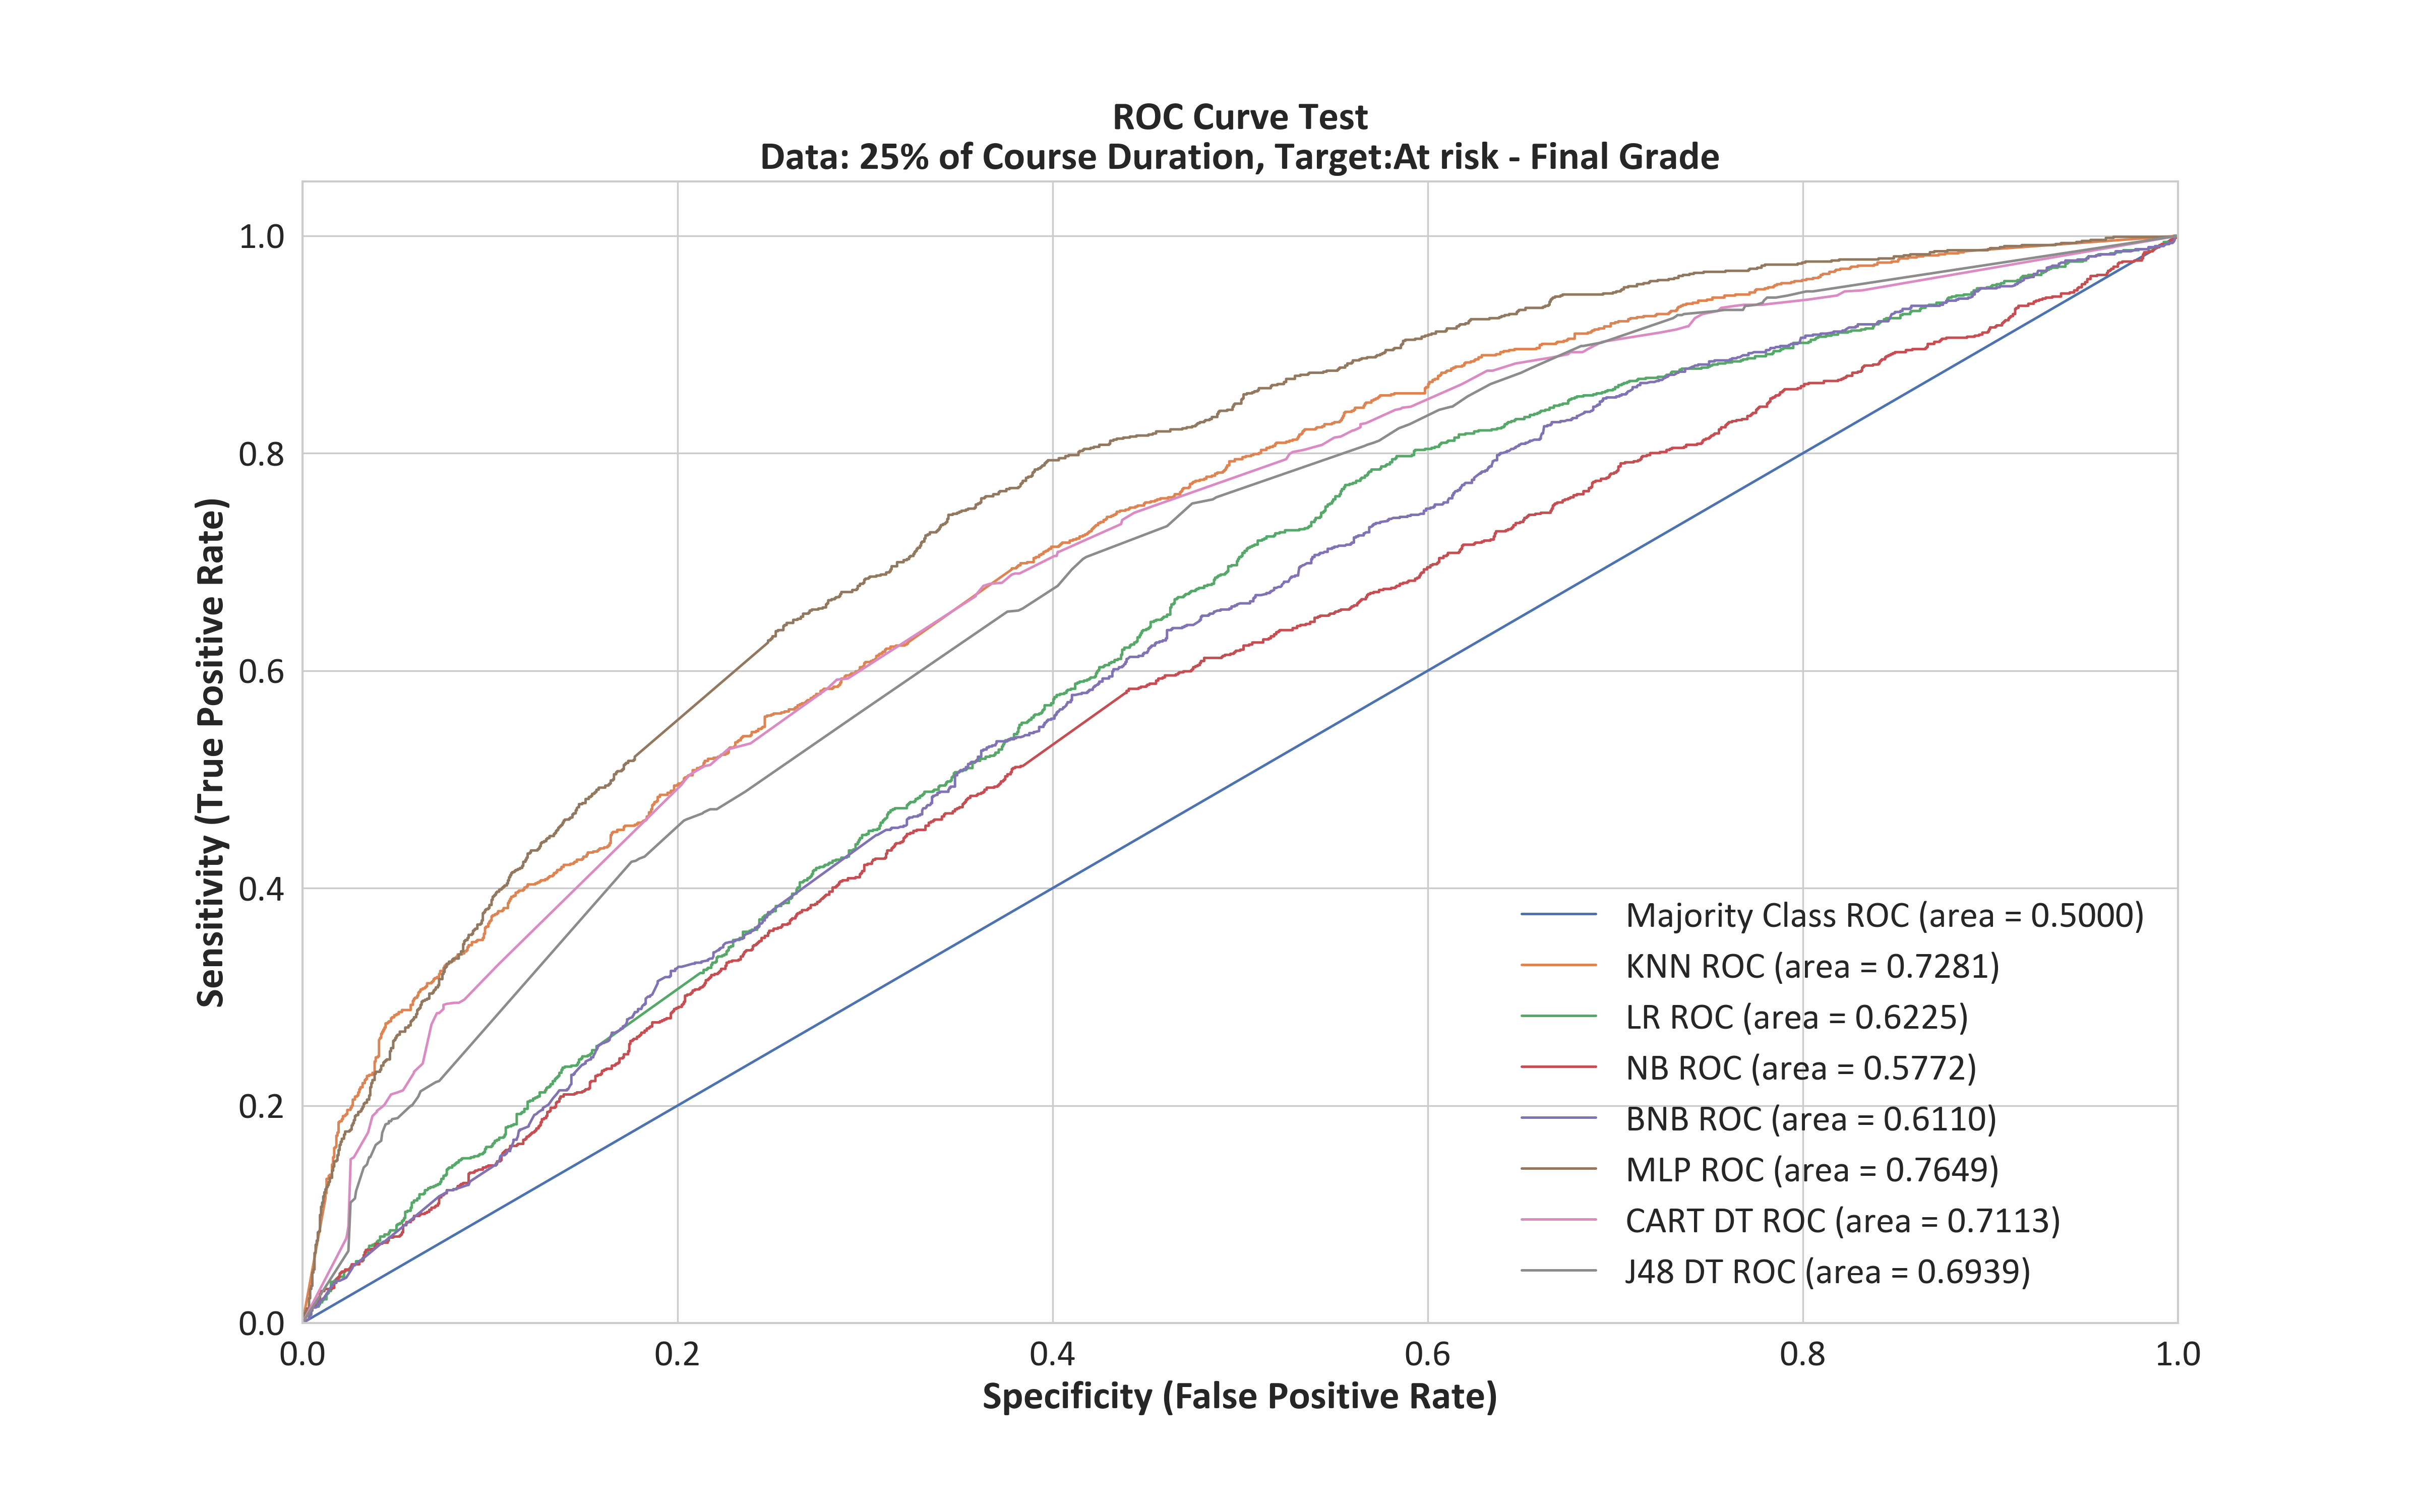 ROC Curve Test
Data: 25% of Course Duration, Target:At risk - Final Grade
Sensitivity (True Positive Rate)
1.0
0.8
0.6
0.4
0.2
0.0
Majority Class ROC (area = 0.5000)
KNN ROC (area = 0.7281)
LR ROC (area = 0.6225)
NB ROC (area = 0.5772)
BNB ROC (area = 0.6110)
MLP ROC (area = 0.7649)
CART DT ROC (area = 0.7113)
J48 DT ROC (area = 0.6939)
0.0 0.2 0.4 0.6 0.8 1.0
Specificity (False Positive Rate)